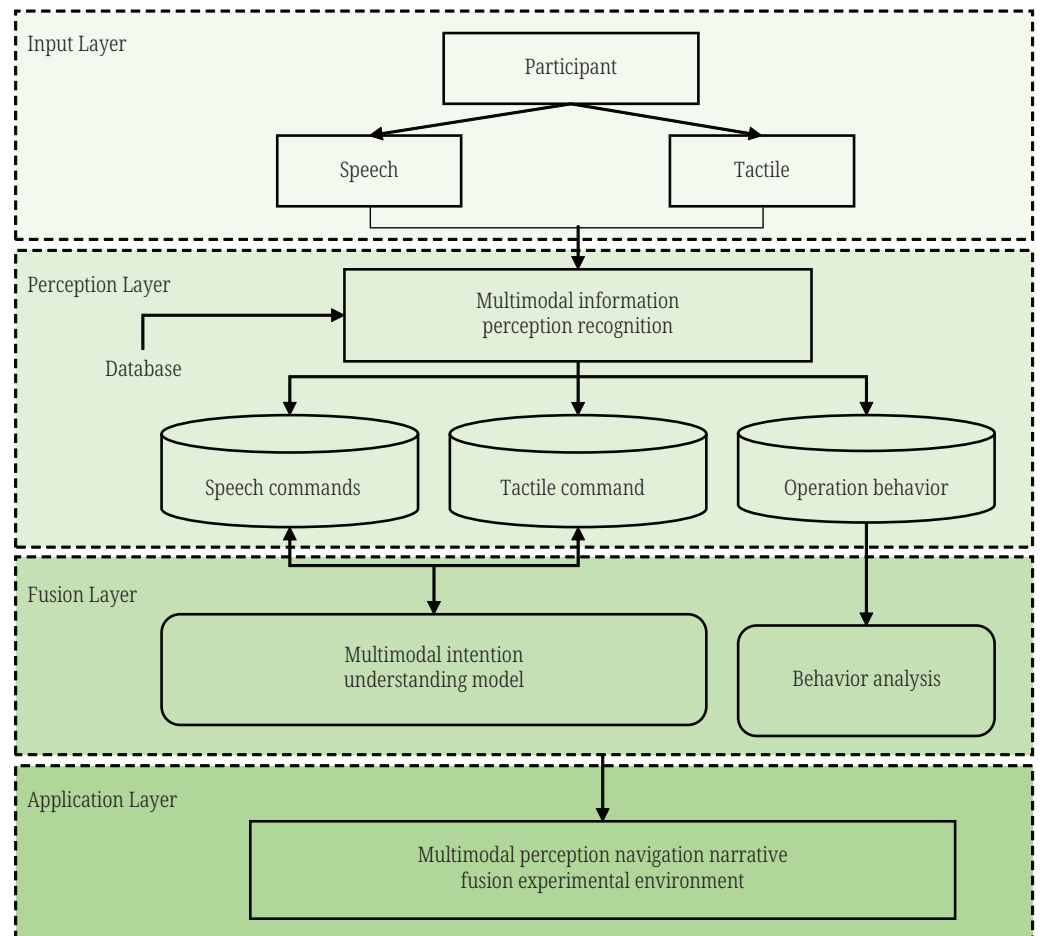 Input Layer
Participant
Speech
Tactile
Perception Layer
Multimodal information
perception recognition
Database
Speech commands
Tactile command
Operation behavior
Fusion Layer
Multimodal intention
understanding model
Behavior analysis
Application Layer
Multimodal perception navigation narrative
fusion experimental environment